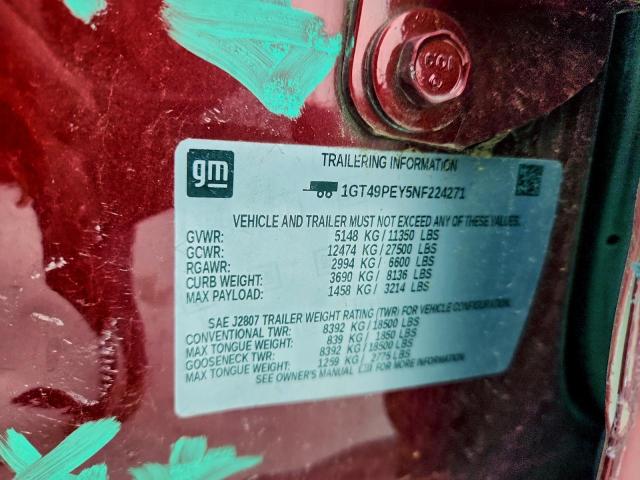 CGI
gm
TRAILERING INFORMATION
1GT49PEY5NF224271
VEHICLE AND TRAILER MUST NOT EXCEED ANY OF THESE VALUES.
GVWR: 5148 KG / 11350 LBS
GCWR: 12474 KG / 27500 LBS
RGAWR: 2994 KG / 6600 LBS
CURB WEIGHT: 3690 KG / 8136 LBS
MAX PAYLOAD: 1458 KG / 3214 LBS
SAE J2807 TRAILER WEIGHT RATING (TWR) FOR VEHICLE CONFIGURATION.
CONVENTIONAL TWR: 8392 KG / 18500 LBS
MAX TONGUE WEIGHT: 839 KG / 1850 LBS
GOOSENECK TWR: 8392 KG / 18500 LBS
MAX TONGUE WEIGHT: 1259 KG / 2775 LBS
SEE OWNER'S MANUAL FOR MORE INFORMATION